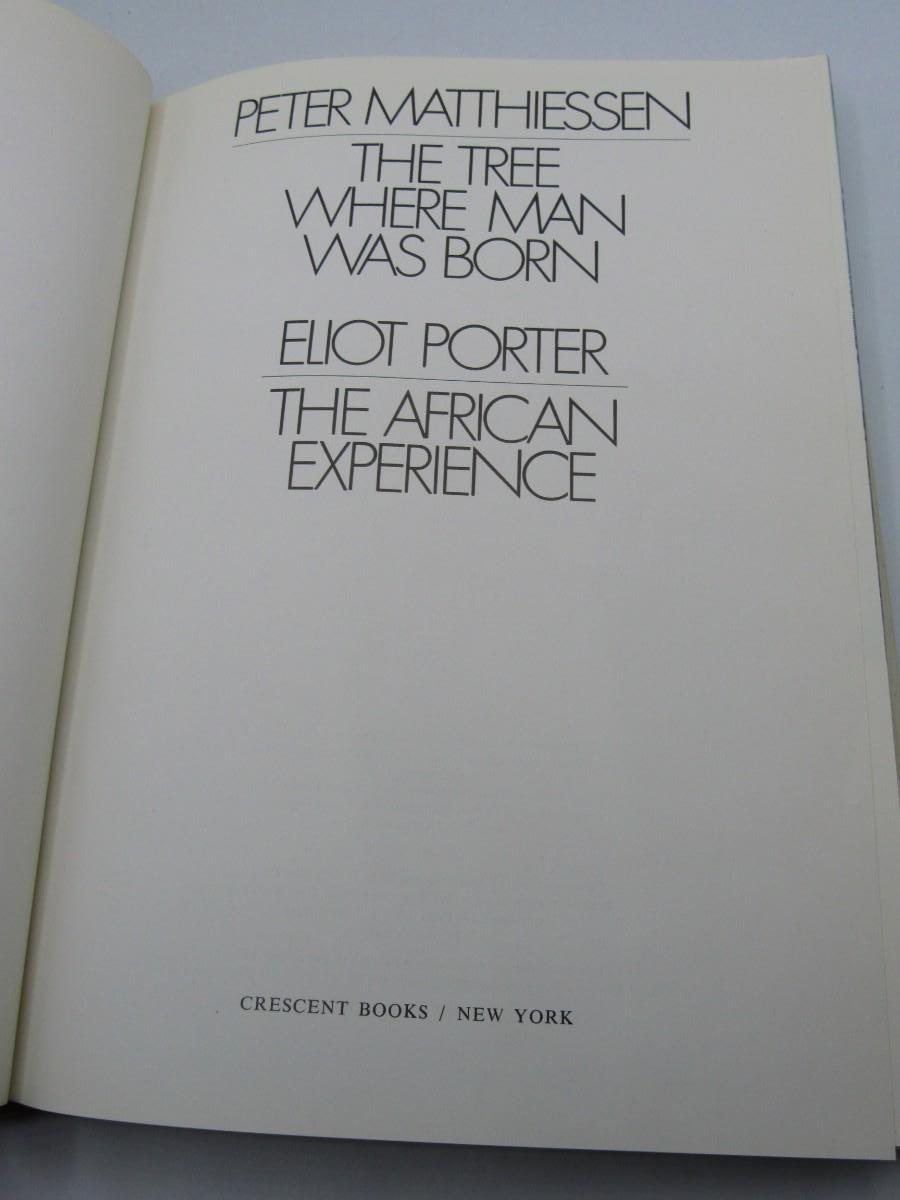 PETER MATTHIESSEN
THE TREE
WHERE MAN
WAS BORN
ELIOT PORTER
THE AFRICAN
EXPERIENCE
CRESCENT BOOKS / NEW YORK